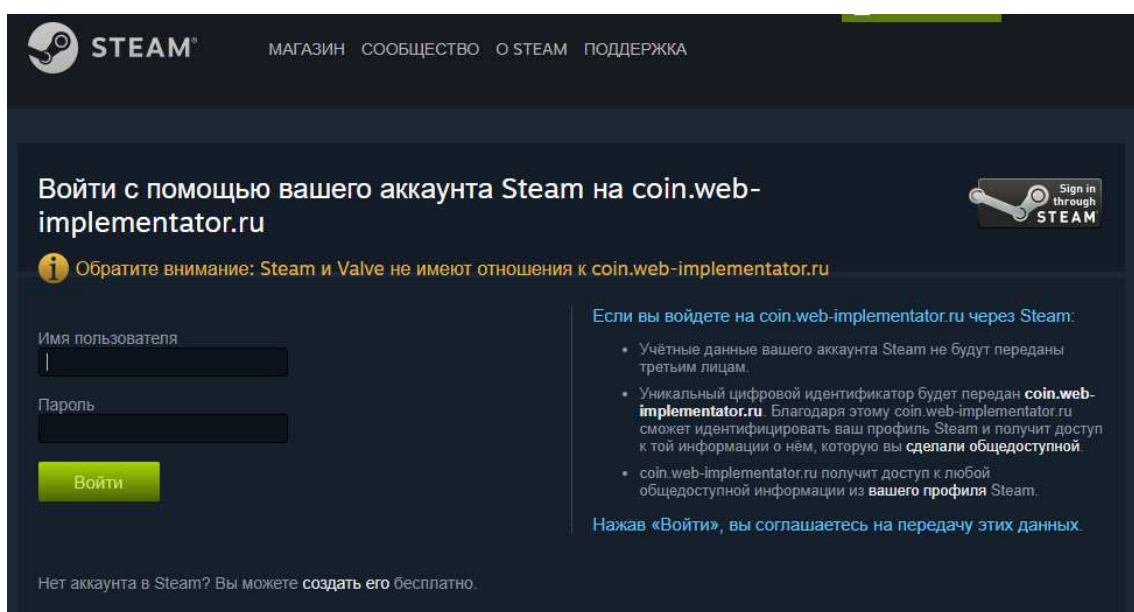 STEAM®
МАГАЗИН СООБЩЕСТВО О STEAM ПОДДЕРЖКА
Войти с помощью вашего аккаунта Steam на coin.web-
implementator.ru
Sign in
through
STEAM
Обратите внимание: Steam и Valve не имеют отношения к coin.web-implementator.ru
Имя пользователя
Пароль
Войти
Если вы войдете на coin.web-implementator.ru через Steam:
• Учётные данные вашего аккаунта Steam не будут переданы
третьим лицам.
• Уникальный цифровой идентификатор будет передан coin.web-
implementator.ru. Благодаря этому coin.web-implementator.ru
сможет идентифицировать ваш профиль Steam и получит доступ
к той информации о нём, которую вы сделали общедоступной.
• coin.web-implementator.ru получит доступ к любой
общедоступной информации из вашего профиля Steam.
Нажав «Войти», вы соглашаетесь на передачу этих данных.
Нет аккаунта в Steam? Вы можете создать его бесплатно.